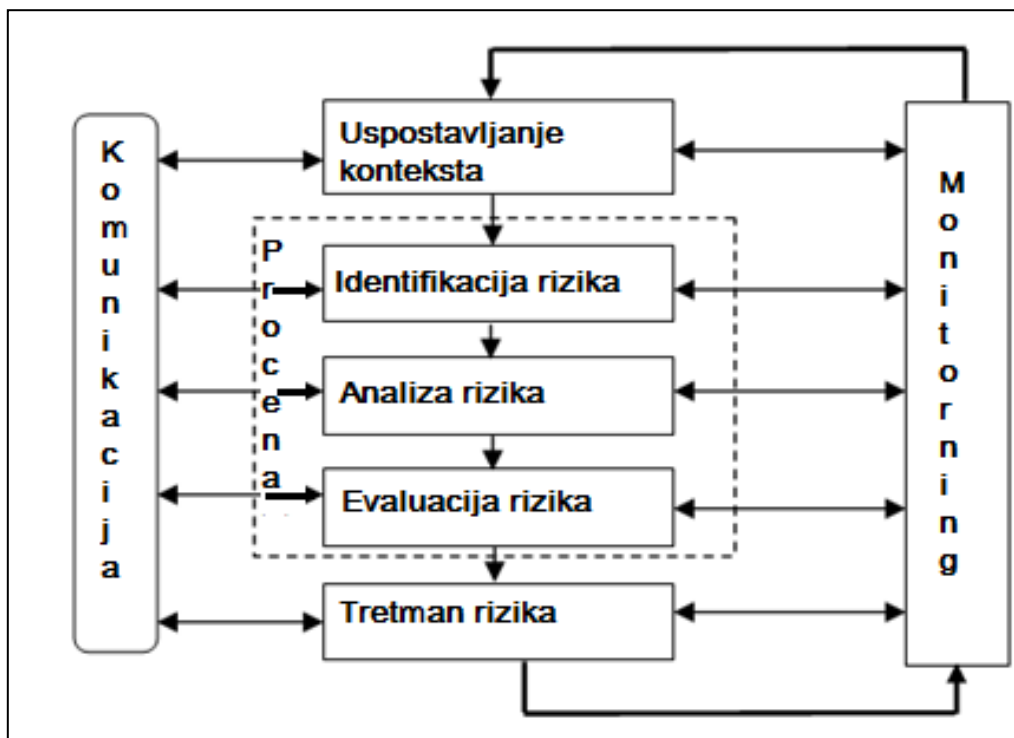 Komunikacija
Uspostavljanje
konteksta
Procena
Identifikacija rizika
Analiza rizika
Evaluacija rizika
Tretman rizika
Monitorning